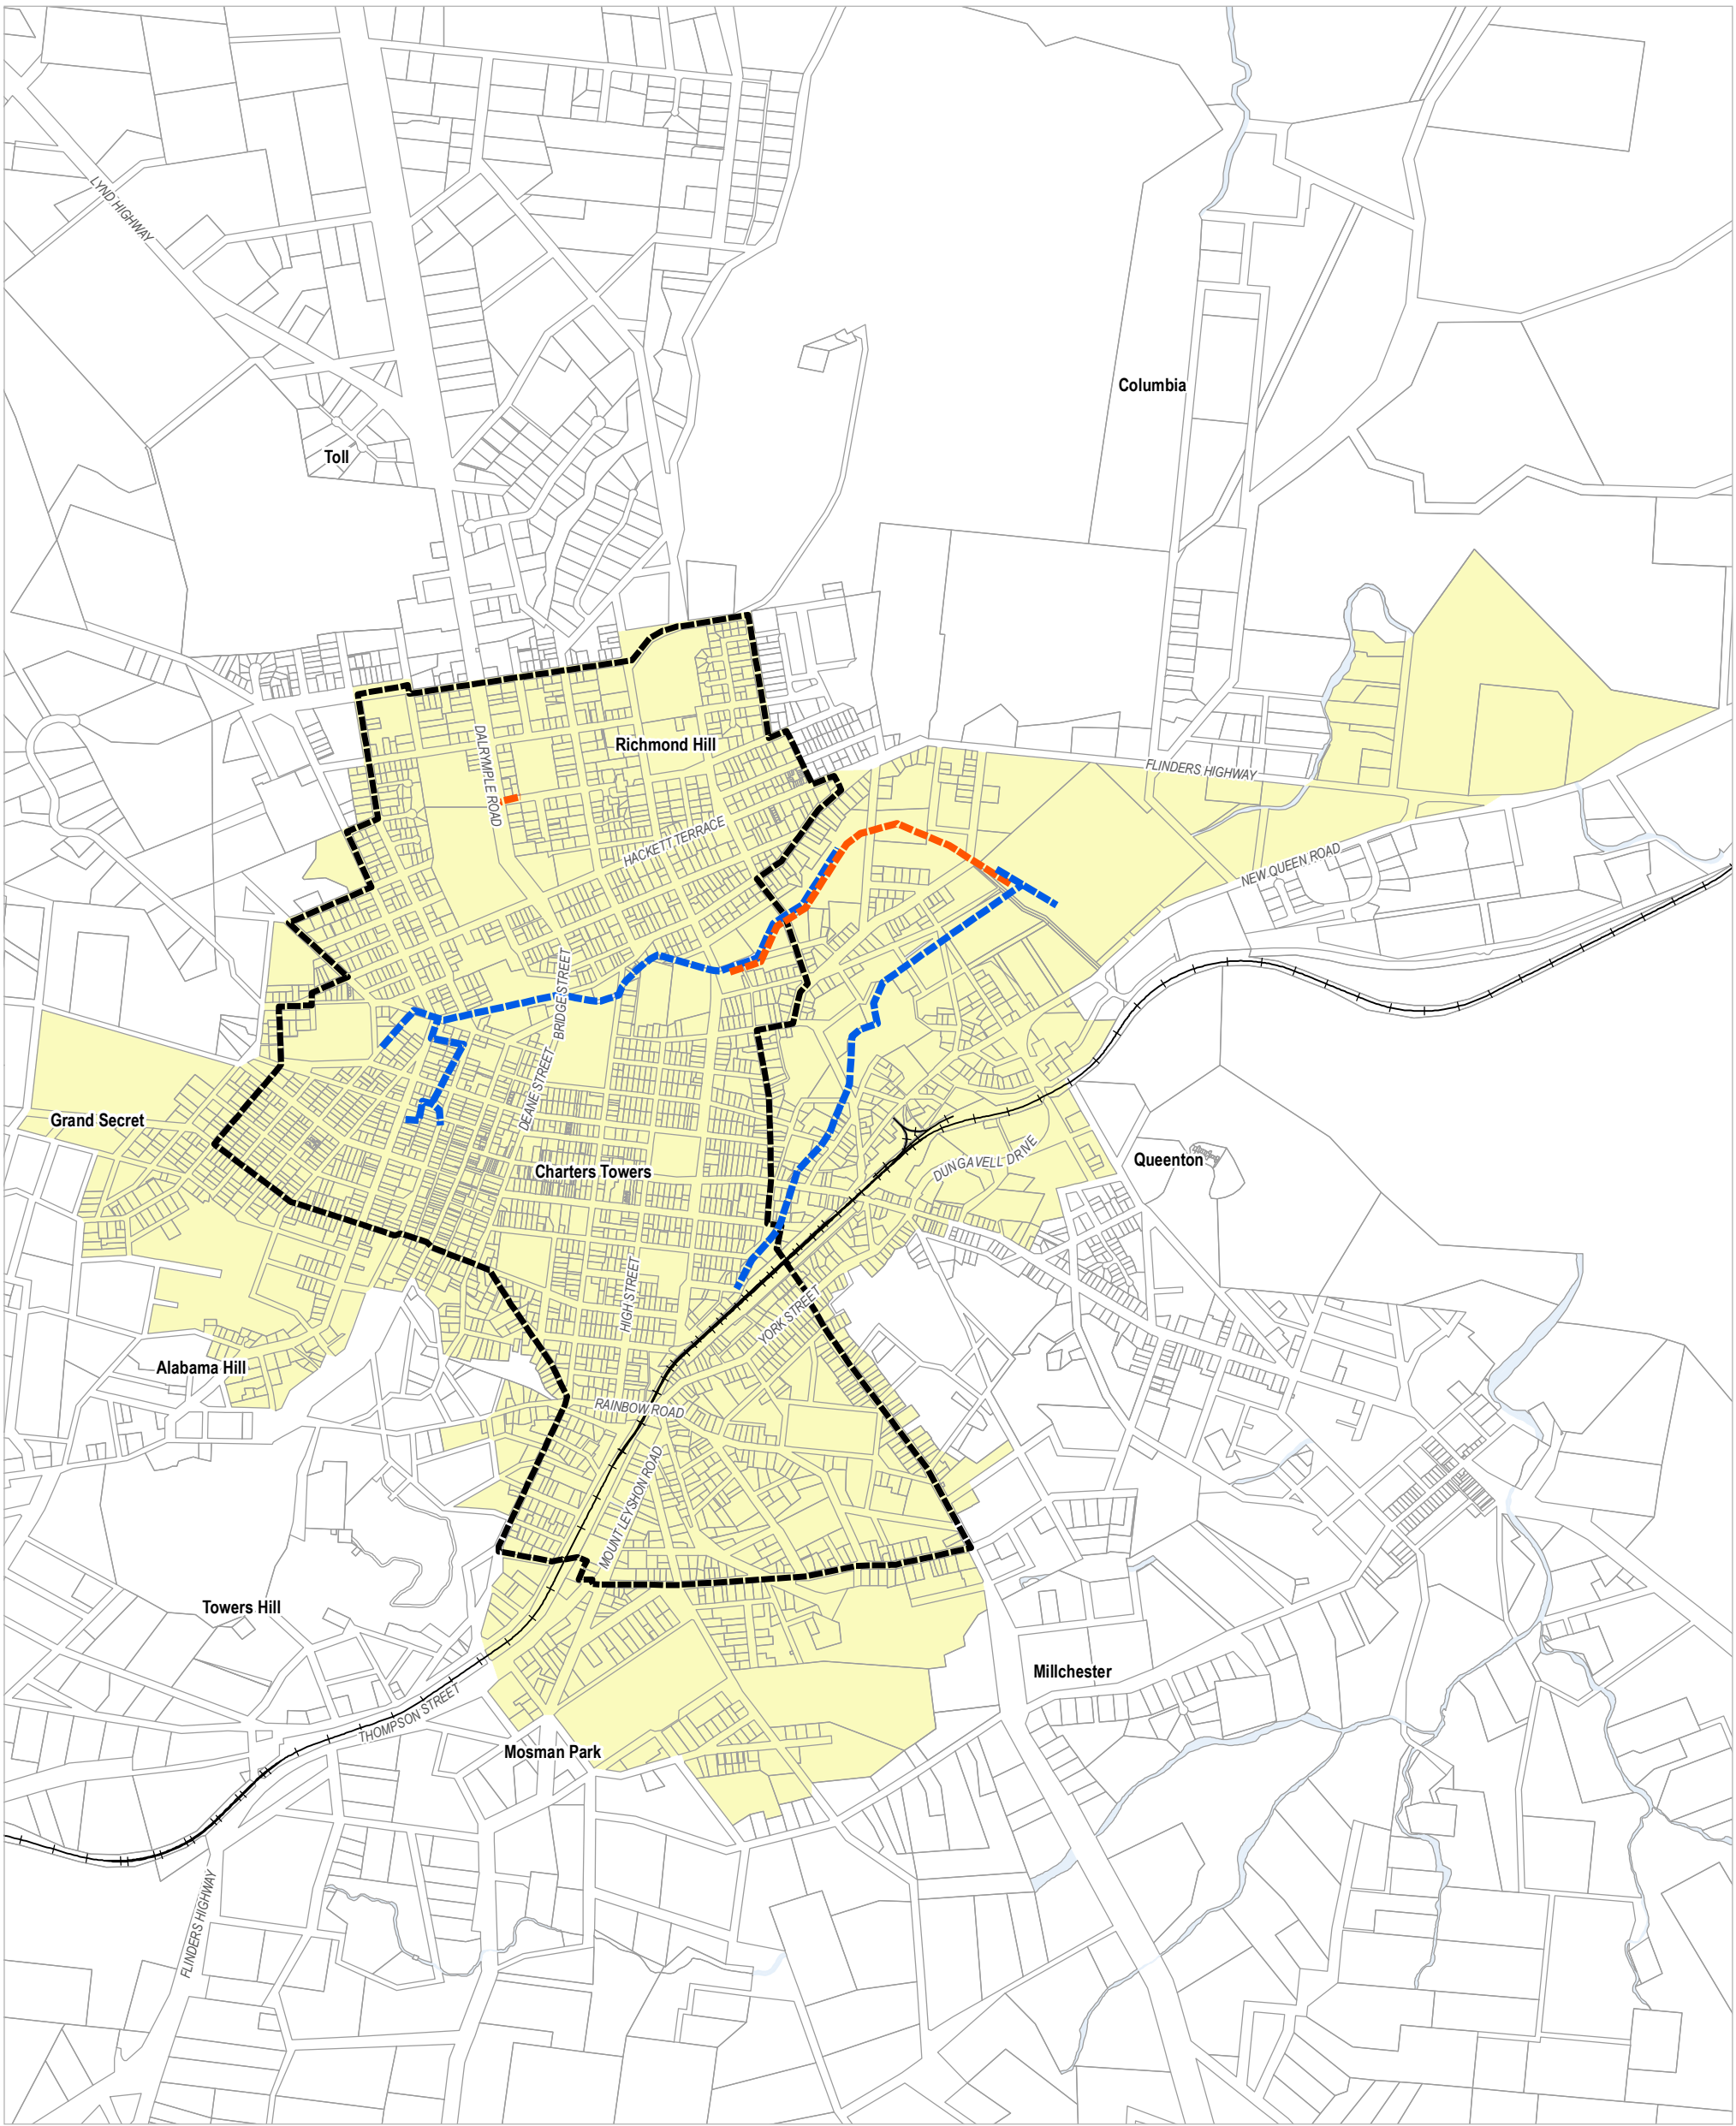 LYND HIGHWAY
Columbia
Toll
Richmond Hill
DALRYMPLE ROAD
FLINDERS HIGHWAY
HACKETT TERRACE
NEW QUEEN ROAD
BRIDGE STREET
DEANE STREET
Grand Secret
Charters Towers
DUNGAVELL DRIVE
Queenton
HIGH STREET
YORK STREET
Alabama Hill
RAINBOW ROAD
MOUNT LEYSHON ROAD
Towers Hill
Millchester
THOMPSON STREET
Mosman Park
FLINDERS HIGHWAY